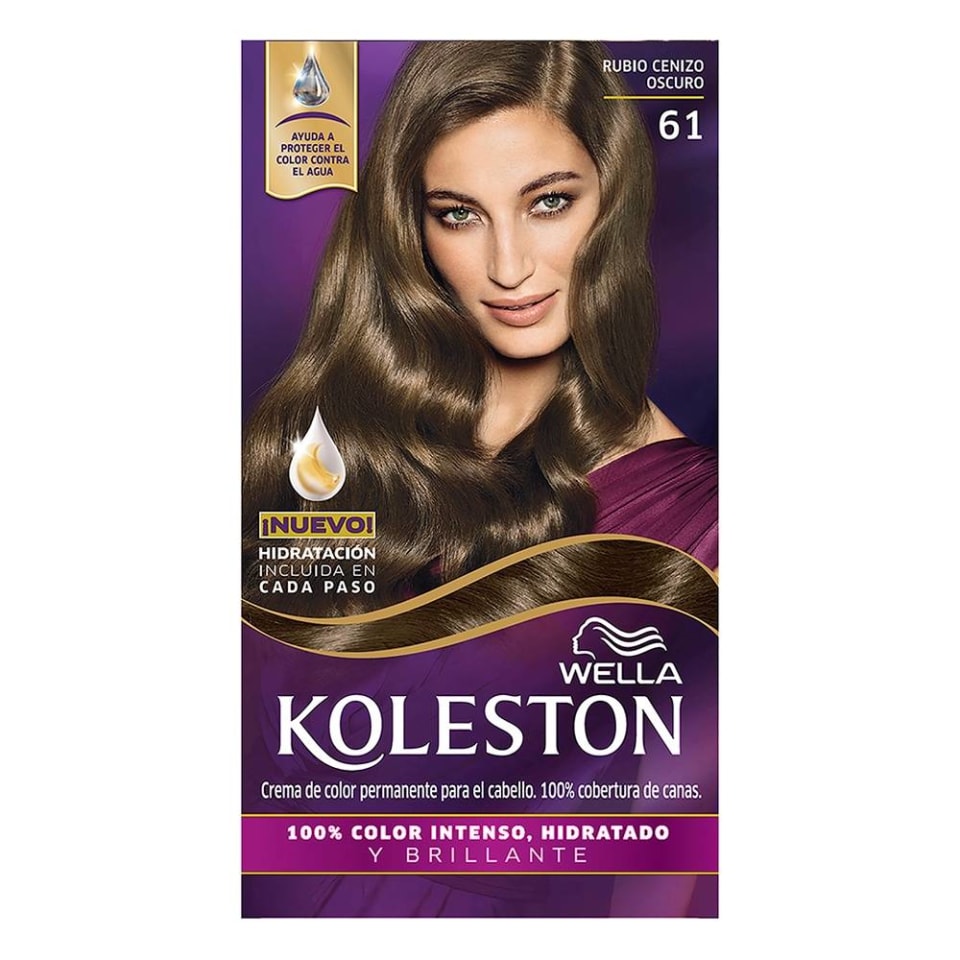 AYUDA A
PROTEGER EL
COLOR CONTRA
EL AGUA
RUBIO CENIZO
OSCURO
61
¡NUEVO!
HIDRATACIÓN
INCLUIDA EN
CADA PASO
WELLA
KOLESTON
Crema de color permanente para el cabello. 100% cobertura de canas.
100% COLOR INTENSO, HIDRATADO
Y BRILLANTE